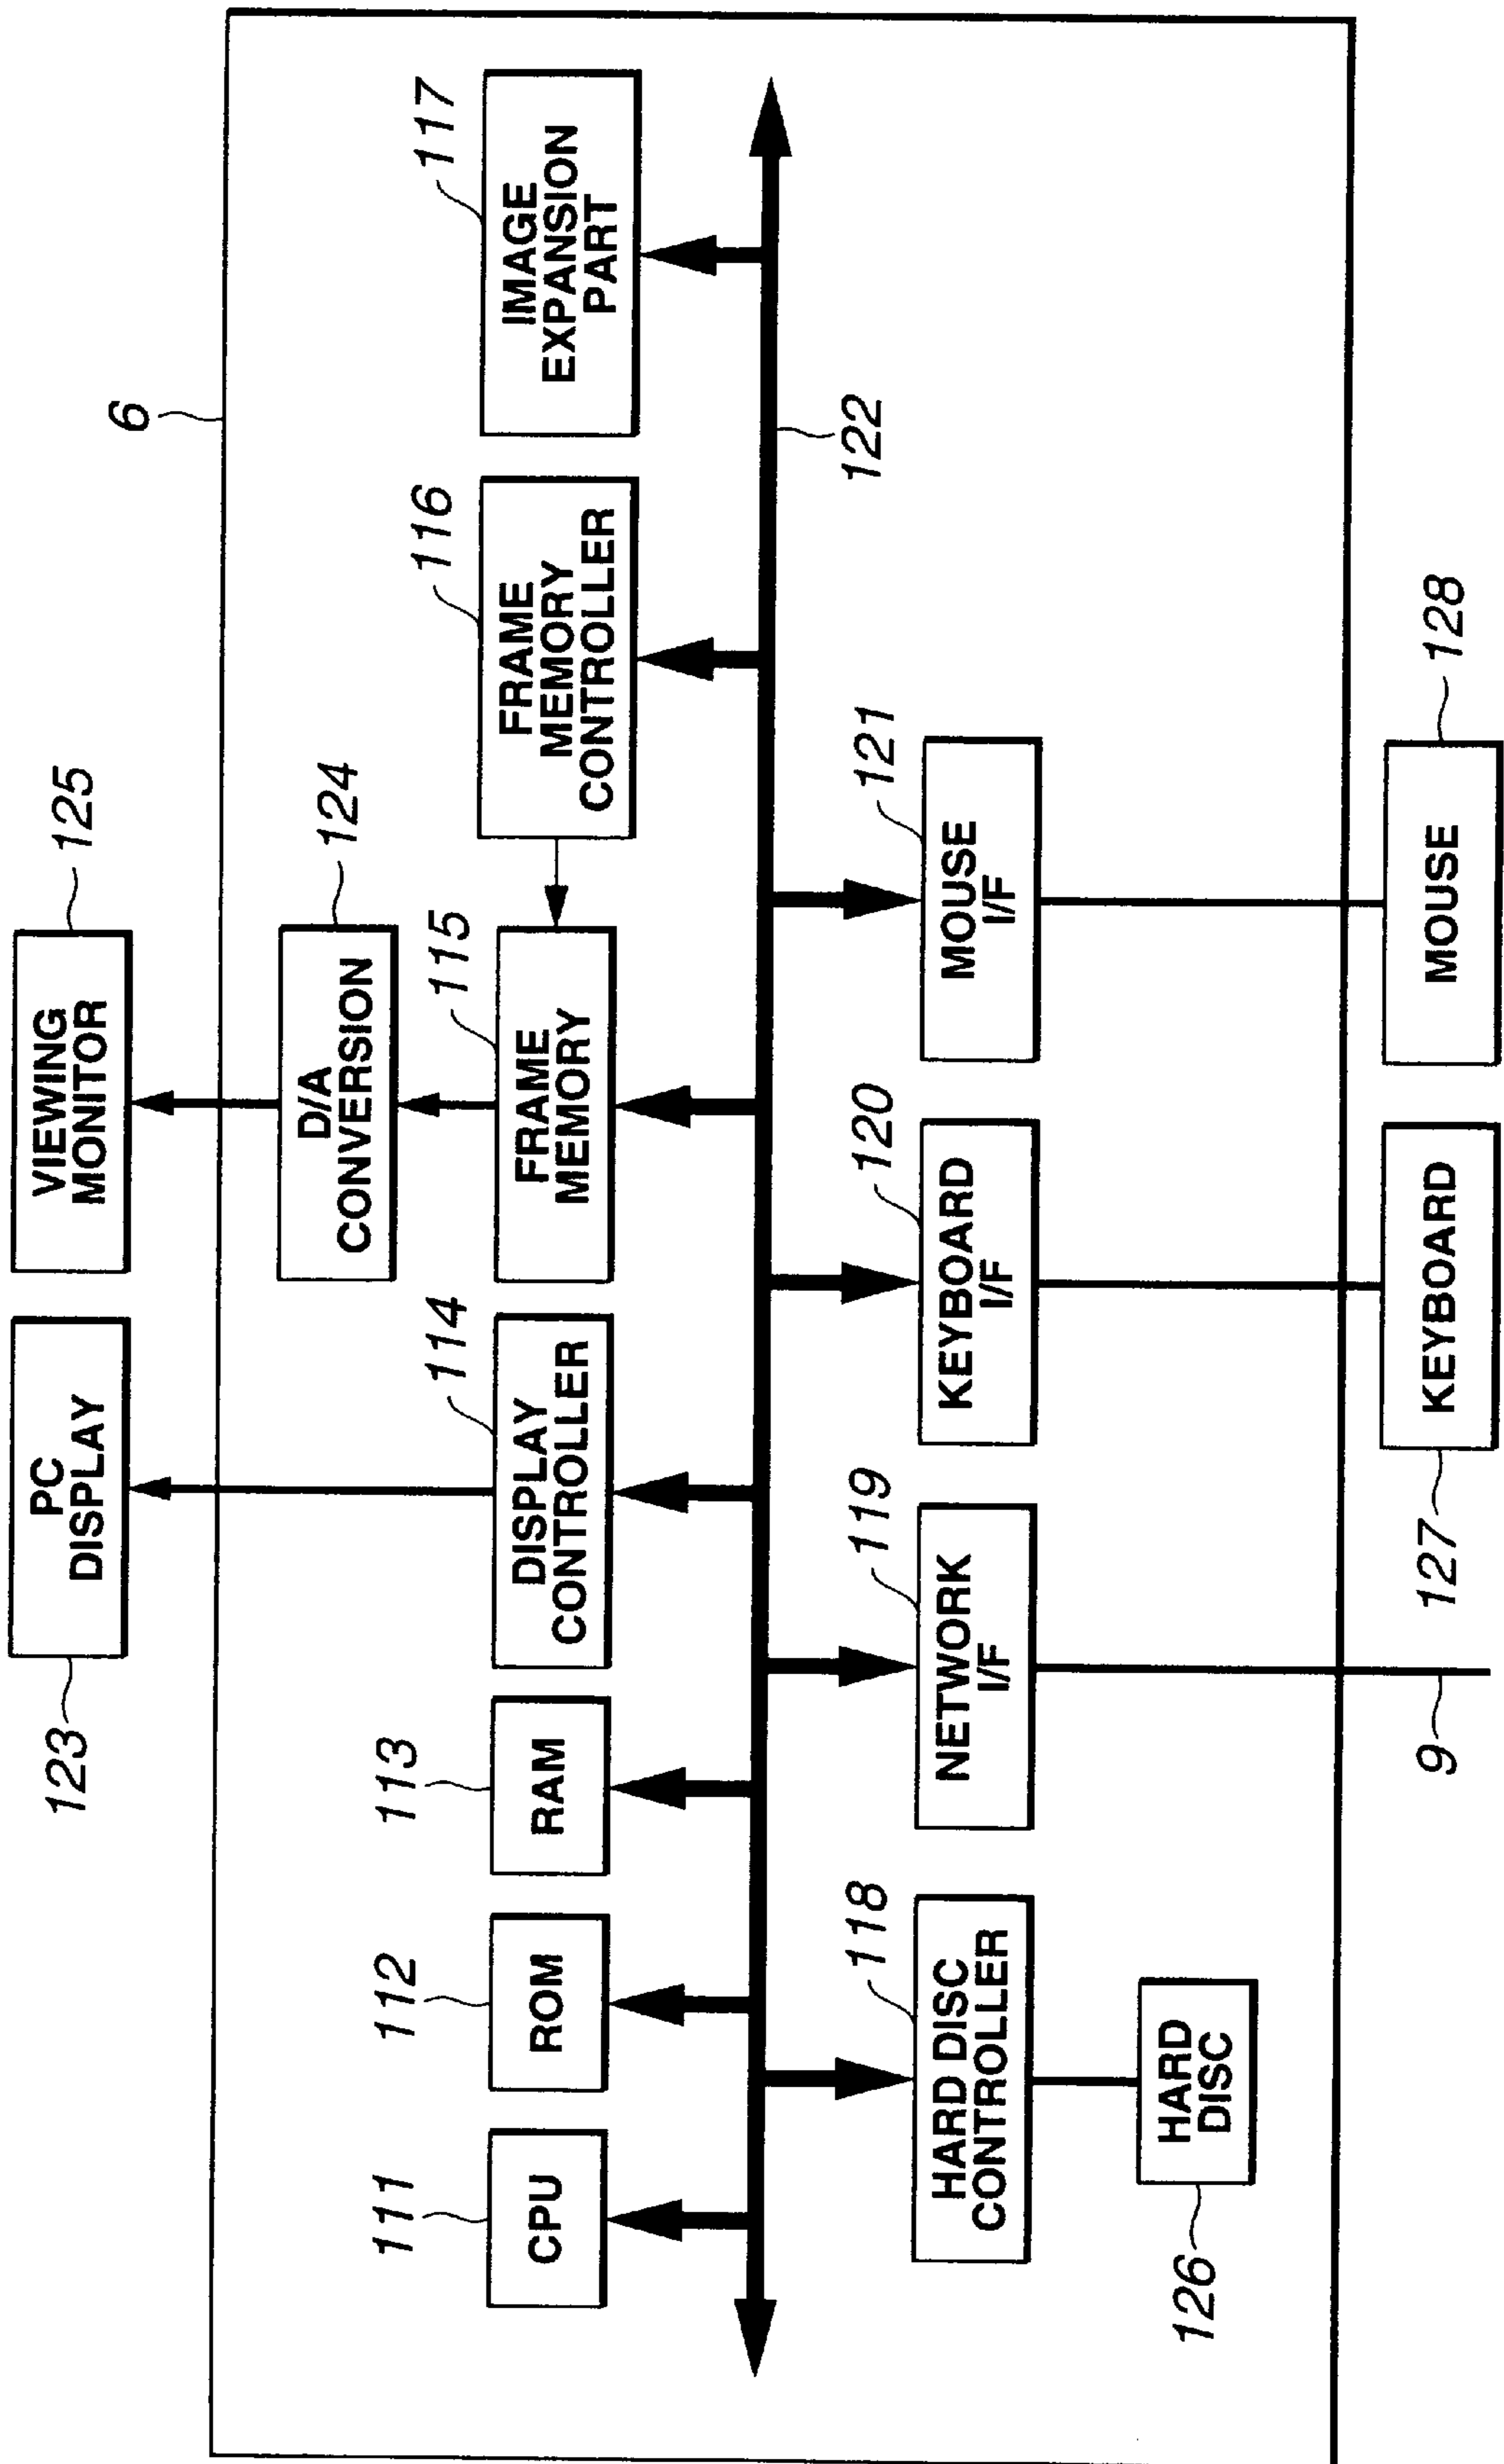 123
PC
DISPLAY
VIEWING
MONITOR
125
6
D/A
CONVERSION
124
111
CPU
112
ROM
113
RAM
114
DISPLAY
CONTROLLER
115
FRAME
MEMORY
116
FRAME
MEMORY
CONTROLLER
117
IMAGE
EXPANSION
PART
122
118
HARD DISC
CONTROLLER
119
NETWORK
I/F
120
KEYBOARD
I/F
121
MOUSE
I/F
126
HARD
DISC
9
127
KEYBOARD
MOUSE
128